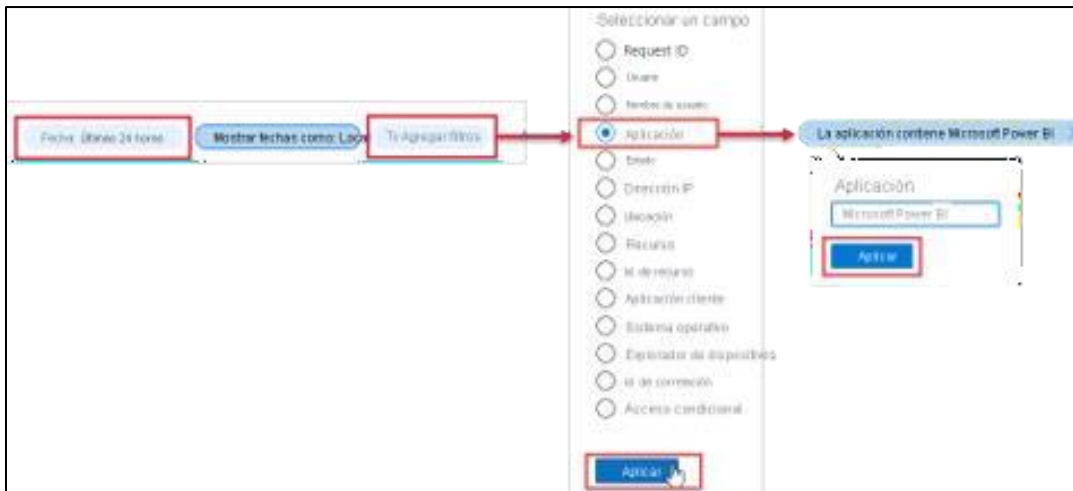 Fecha: Últimas 24 horas
Mostrar fechas como: Loca
Agregar filtros
Seleccionar un campo
Request ID
Usuario
Nombre de usuario
Aplicación
Estado
Dirección IP
Ubicación
Recurso
Id. de recurso
Aplicación cliente
Sistema operativo
Explorador de dispositivos
Id. de correlación
Acceso condicional
Aplicar
La aplicación contiene Microsoft Power BI
Aplicación
Microsoft Power BI
Aplicar